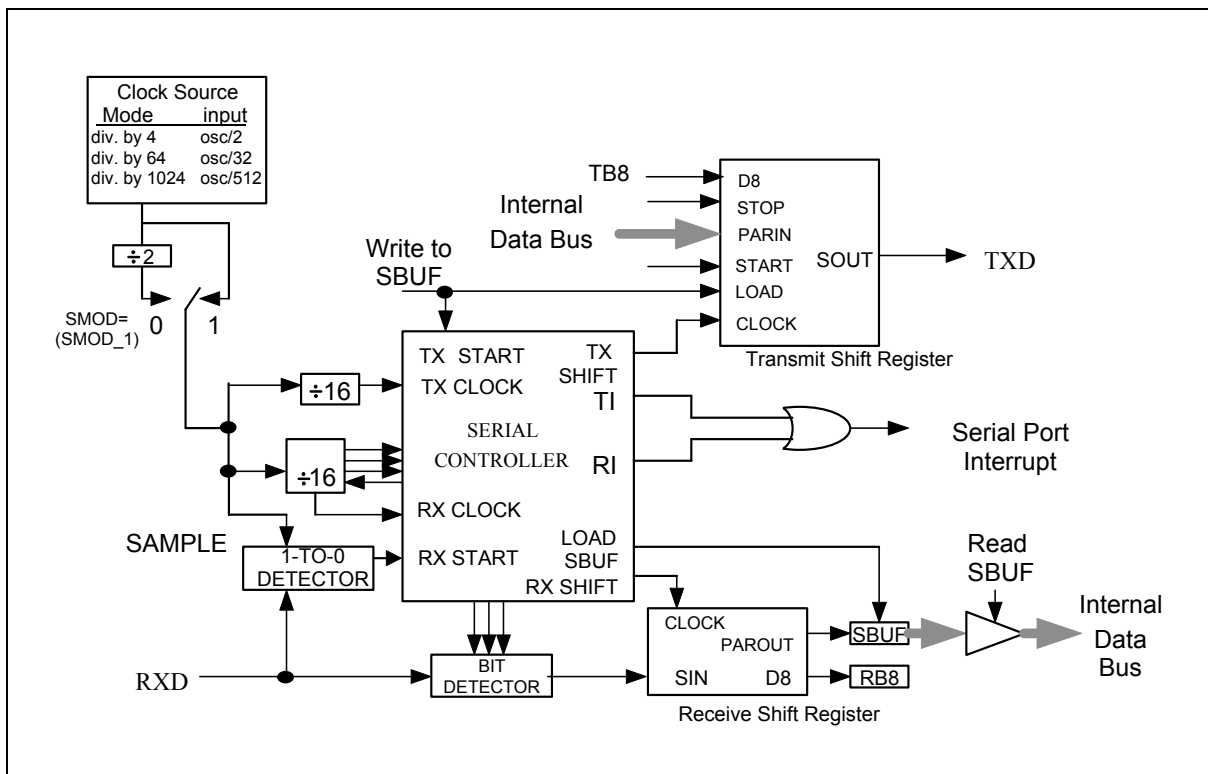 Clock Source
Mode input
div. by 4 osc/2
div. by 64 osc/32
div. by 1024 osc/512
÷2
SMOD=
(SMOD_1)
0 1
Write to
SBUF
TB8
Internal
Data Bus
D8
STOP
PARIN
START
LOAD
CLOCK
SOUT
TXD
Transmit Shift Register
÷16
÷16
TX START
TX CLOCK
SERIAL
CONTROLLER
RX CLOCK
RX START
TX
SHIFT
TI
RI
LOAD
SBUF
RX SHIFT
Serial Port
Interrupt
SAMPLE
1-TO-0
DETECTOR
RXD
BIT
DETECTOR
CLOCK
PAROUT
SIN D8
Receive Shift Register
SBUF
RB8
Read
SBUF
Internal
Data
Bus